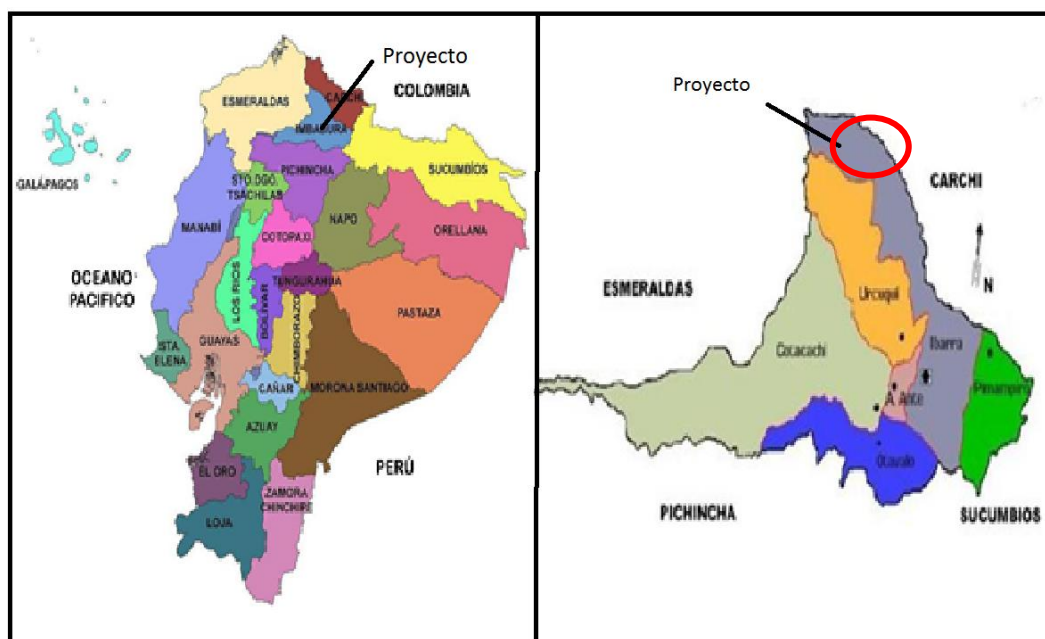 Proyecto
COLOMBIA
ESMERALDAS
CARCHI
IMBABURA
GALÁPAGOS
PICHINCHA
SUCUMBÍOS
STO.DGO.
TSACHILAS
MANABÍ
NAPO
ORELLANA
COTOPAXI
OCEANO
PACIFICO
LOS RIOS
BOLIVAR
TUNGURAHUA
CHIMBORAZO
PASTAZA
STA.
ELENA
GUAYAS
CAÑAR
MORONA SANTIAGO
AZUAY
PERÚ
EL ORO
ZAMORA
CHINCHIRE
LOJA
Proyecto
CARCHI
N
ESMERALDAS
Urcuquí
Cotacachi
Ibarra
Pimampiro
A. Ante
Otavalo
PICHINCHA
SUCUMBIOS